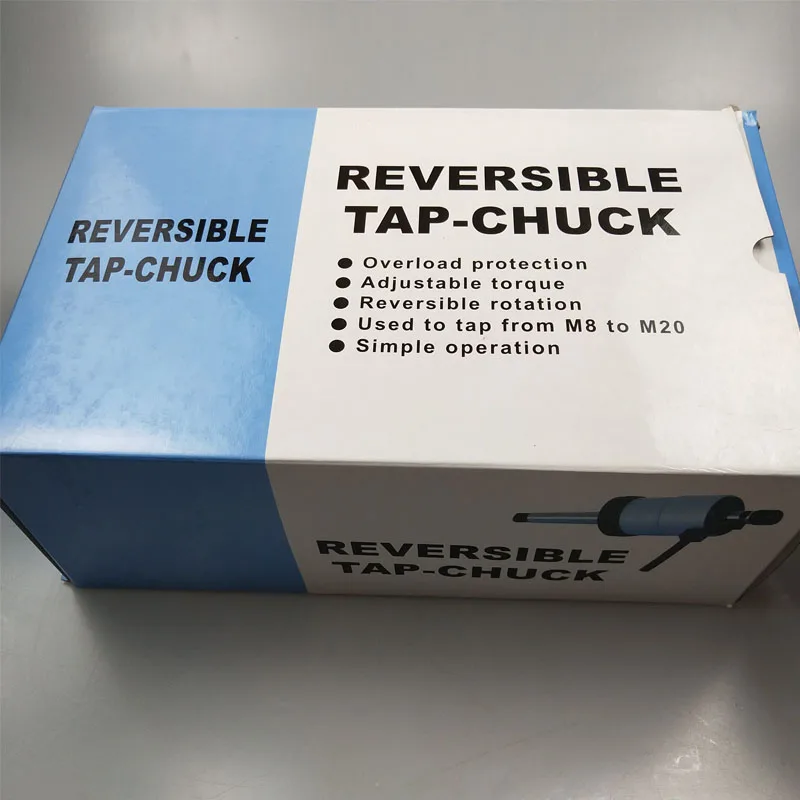 REVERSIBLE
TAP-CHUCK
REVERSIBLE
TAP-CHUCK
● Overload protection
● Adjustable torque
● Reversible rotation
● Used to tap from M8 to M20
● Simple operation
REVERSIBLE
TAP-CHUCK